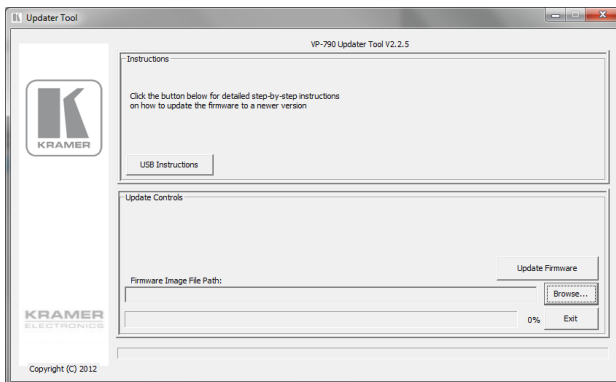 Updater Tool
VP-790 Updater Tool V2.2.5
Instructions
Click the button below for detailed step-by-step instructions
on how to update the firmware to a newer version
KRAMER
USB Instructions
Update Controls
Update Firmware
Firmware Image File Path:
Browse...
KRAMER
ELECTRONICS
0%
Exit
Copyright (C) 2012